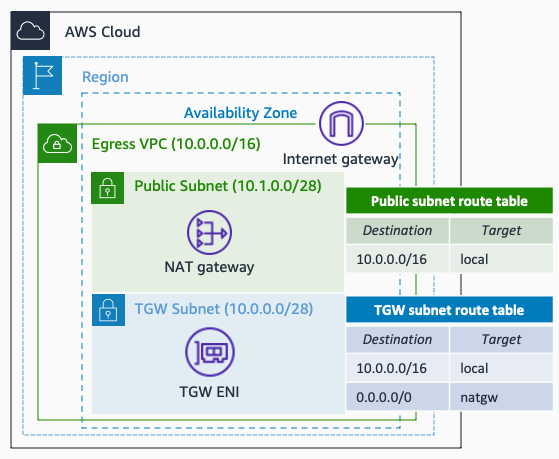 AWS Cloud
Region
Availability Zone
Egress VPC (10.0.0.0/16)
Internet gateway
Public Subnet (10.1.0.0/28)
NAT gateway
Public subnet route table
Destination Target
10.0.0.0/16 local
TGW Subnet (10.0.0.0/28)
TGW ENI
TGW subnet route table
Destination Target
10.0.0.0/16 local
0.0.0.0/0 natgw